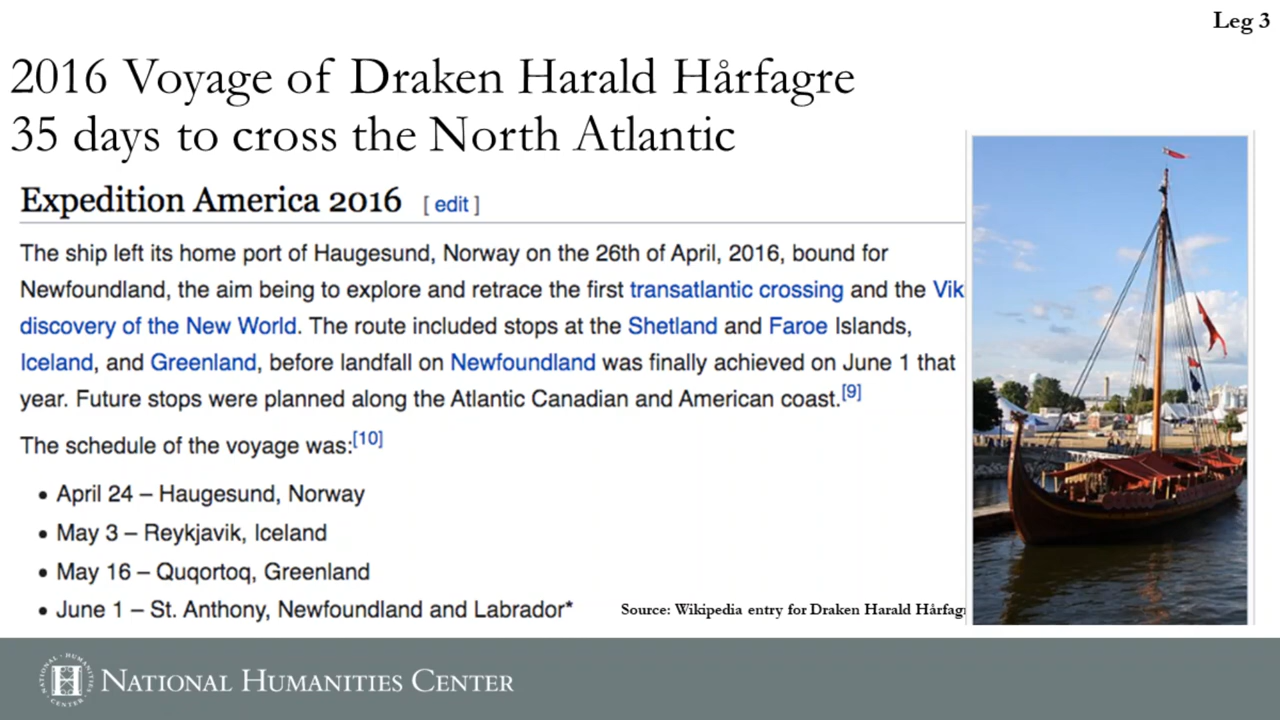 Leg 3
2016 Voyage of Draken Harald Hårfagre
35 days to cross the North Atlantic
Expedition America 2016 [ edit ]
The ship left its home port of Haugesund, Norway on the 26th of April, 2016, bound for
Newfoundland, the aim being to explore and retrace the first transatlantic crossing and the Vik
discovery of the New World. The route included stops at the Shetland and Faroe Islands,
Iceland, and Greenland, before landfall on Newfoundland was finally achieved on June 1 that
year. Future stops were planned along the Atlantic Canadian and American coast.[9]
The schedule of the voyage was:[10]
• April 24 – Haugesund, Norway
• May 3 – Reykjavik, Iceland
• May 16 – Quqortoq, Greenland
• June 1 – St. Anthony, Newfoundland and Labrador*
Source: Wikipedia entry for Draken Harald Hårfagr
NATIONAL HUMANITIES CENTER